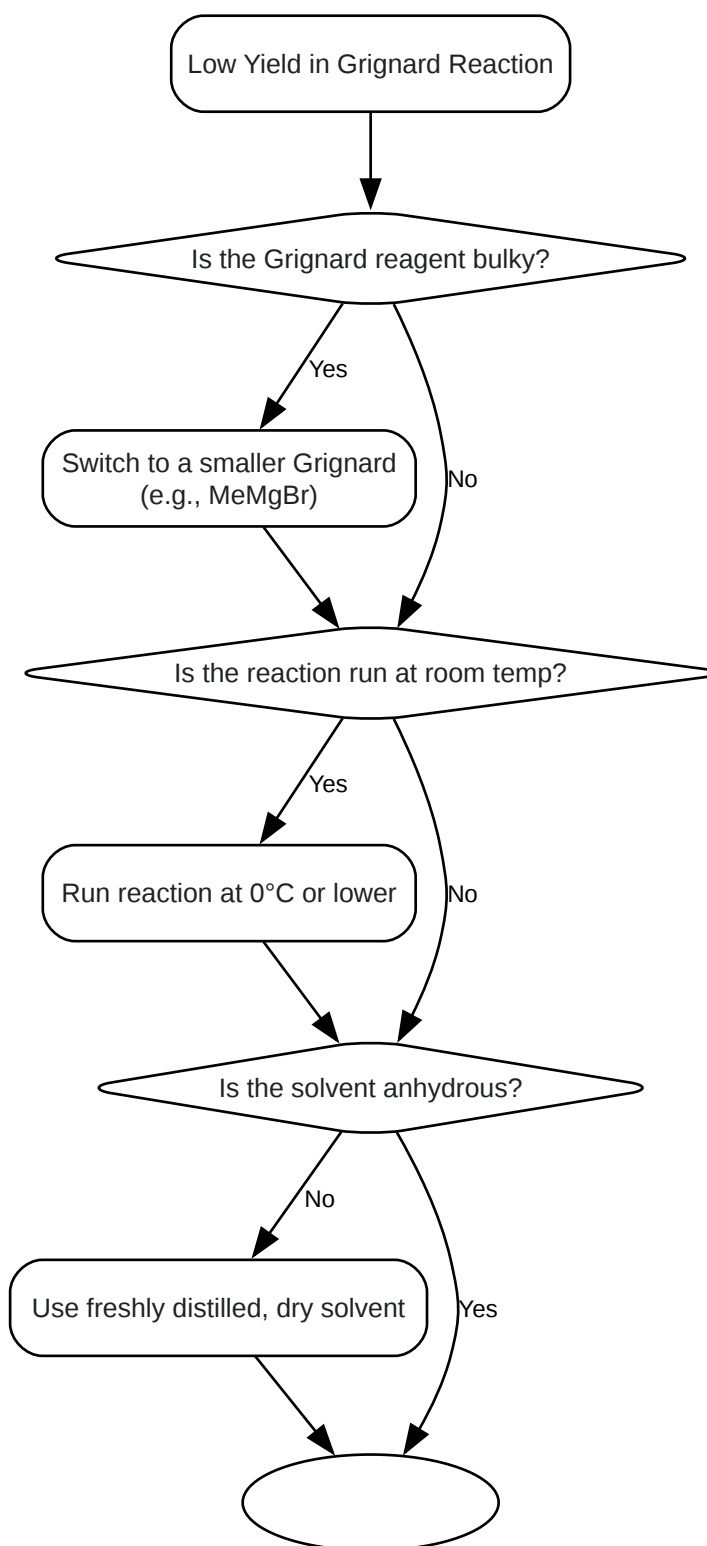 Low Yield in Grignard Reaction
Is the Grignard reagent bulky?
Yes
Switch to a smaller Grignard
(e.g., MeMgBr)
No
Is the reaction run at room temp?
Yes
Run reaction at 0°C or lower
No
Is the solvent anhydrous?
No
Use freshly distilled, dry solvent
Yes